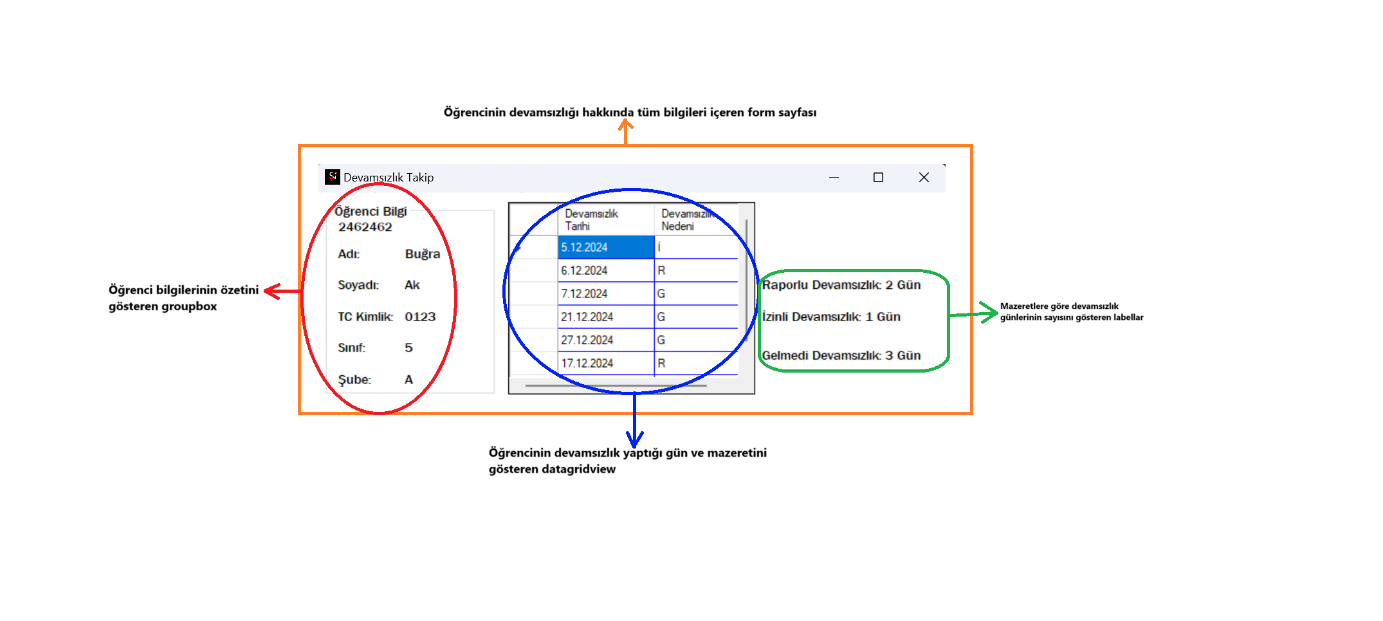 Öğrencinin devamsızlığı hakkında tüm bilgileri içeren form sayfası
Devamsızlık Takip
Öğrenci Bilgi
2462462
Adı: Buğra
Soyadı: Ak
TC Kimlik: 0123
Sınıf: 5
Şube: A
Öğrenci bilgilerinin özetini
gösteren groupbox
Devamsızlık Devamsızlık
Tarihi Nedeni
5.12.2024 İ
6.12.2024 R
7.12.2024 G
21.12.2024 G
27.12.2024 G
17.12.2024 R
Raporlu Devamsızlık: 2 Gün
İzinli Devamsızlık: 1 Gün
Gelmedi Devamsızlık: 3 Gün
Mazeretlere göre devamsızlık
günlerinin sayısını gösteren labellar
Öğrencinin devamsızlık yaptığı gün ve mazeretini
gösteren datagridview